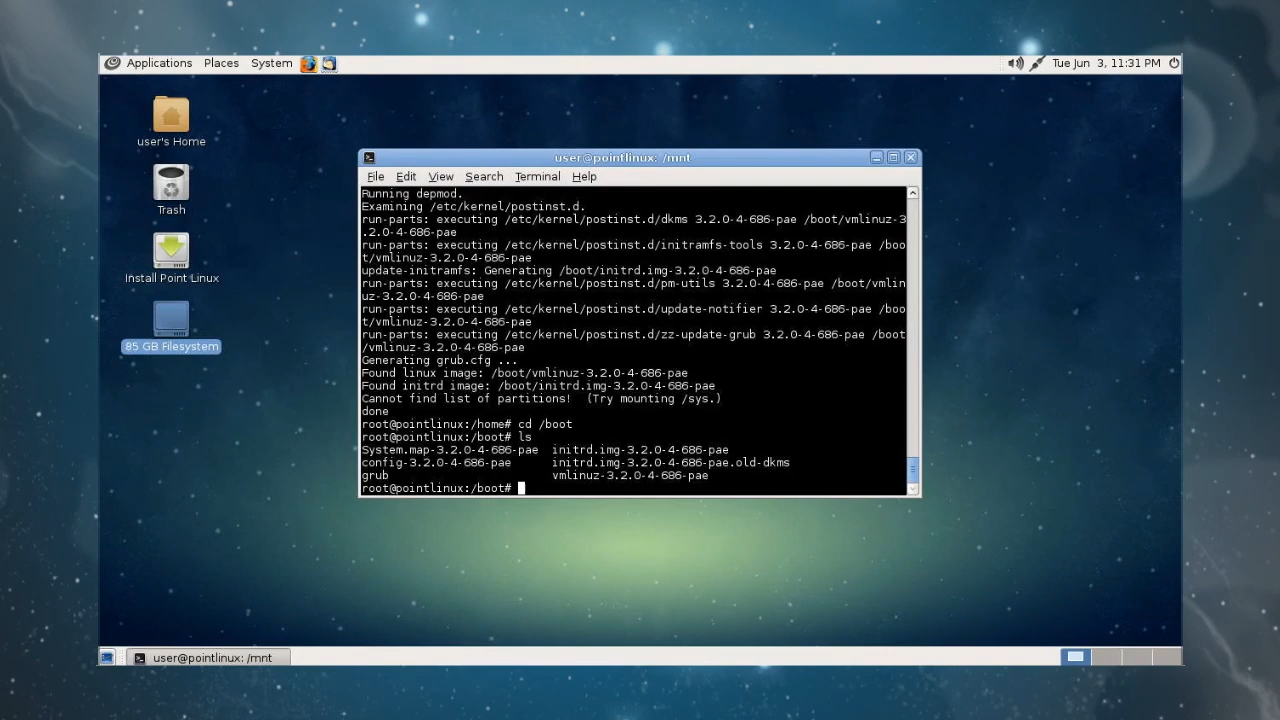 Applications Places System
Tue Jun 3, 11:31 PM
user's Home
Trash
Install Point Linux
85 GB Filesystem
user@pointlinux: /mnt
File Edit View Search Terminal Help
Running depmod.
Examining /etc/kernel/postinst.d.
run-parts: executing /etc/kernel/postinst.d/dkms 3.2.0-4-686-pae /boot/vmlinuz-3
.2.0-4-686-pae
run-parts: executing /etc/kernel/postinst.d/initramfs-tools 3.2.0-4-686-pae /boo
t/vmlinuz-3.2.0-4-686-pae
update-initramfs: Generating /boot/initrd.img-3.2.0-4-686-pae
run-parts: executing /etc/kernel/postinst.d/pm-utils 3.2.0-4-686-pae /boot/vmlin
uz-3.2.0-4-686-pae
run-parts: executing /etc/kernel/postinst.d/update-notifier 3.2.0-4-686-pae /boo
t/vmlinuz-3.2.0-4-686-pae
run-parts: executing /etc/kernel/postinst.d/zz-update-grub 3.2.0-4-686-pae /boot
/vmlinuz-3.2.0-4-686-pae
Generating grub.cfg ...
Found linux image: /boot/vmlinuz-3.2.0-4-686-pae
Found initrd image: /boot/initrd.img-3.2.0-4-686-pae
Cannot find list of partitions!  (Try mounting /sys.)
done
root@pointlinux:/home# cd /boot
root@pointlinux:/boot# ls
System.map-3.2.0-4-686-pae  initrd.img-3.2.0-4-686-pae
config-3.2.0-4-686-pae      initrd.img-3.2.0-4-686-pae.old-dkms
grub                        vmlinuz-3.2.0-4-686-pae
root@pointlinux:/boot#
user@pointlinux: /mnt